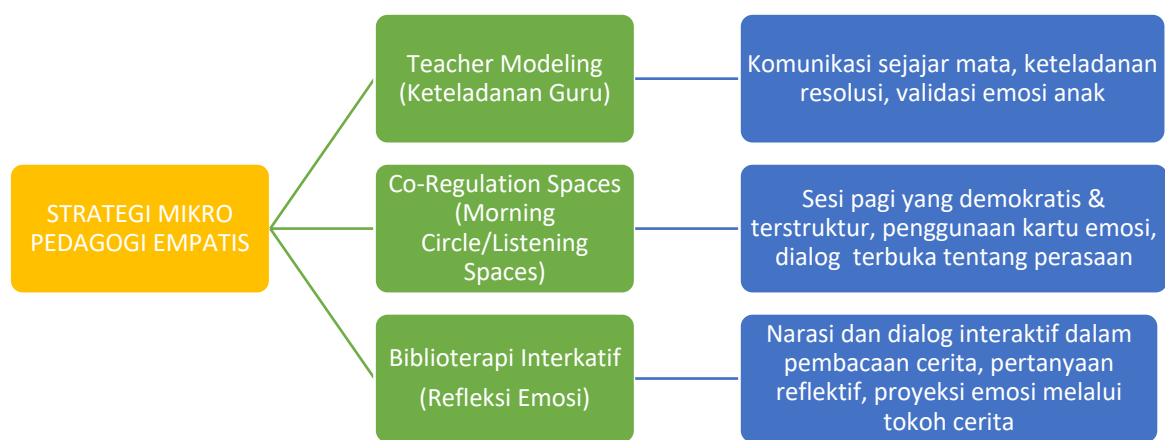 STRATEGI MIKRO
PEDAGOGI EMPATIS
Teacher Modeling
(Keteladanan Guru)
Komunikasi sejajar mata, keteladanan
resolusi, validasi emosi anak
Co-Regulation Spaces
(Morning
Circle/Listening
Spaces)
Sesi pagi yang demokratis &
terstruktur, penggunaan kartu emosi,
dialog terbuka tentang perasaan
Biblioterapi Interkatif
(Refleksi Emosi)
Narasi dan dialog interaktif dalam
pembacaan cerita, pertanyaan
reflektif, proyeksi emosi melalui
tokoh cerita